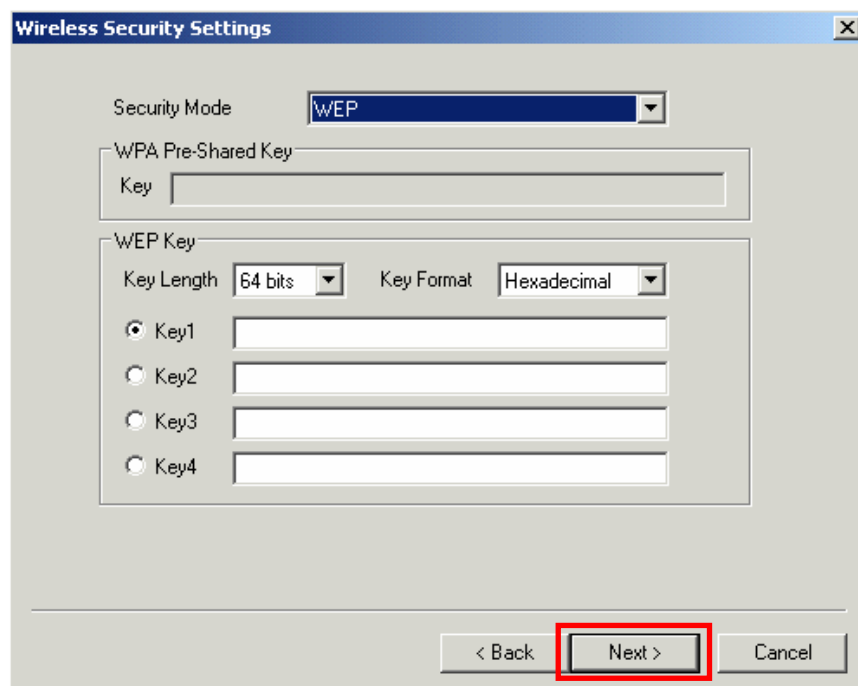 Wireless Security Settings
Security Mode WEP
WPA Pre-Shared Key
Key
WEP Key
Key Length 64 bits Key Format Hexadecimal
Key1
Key2
Key3
Key4
< Back Next > Cancel